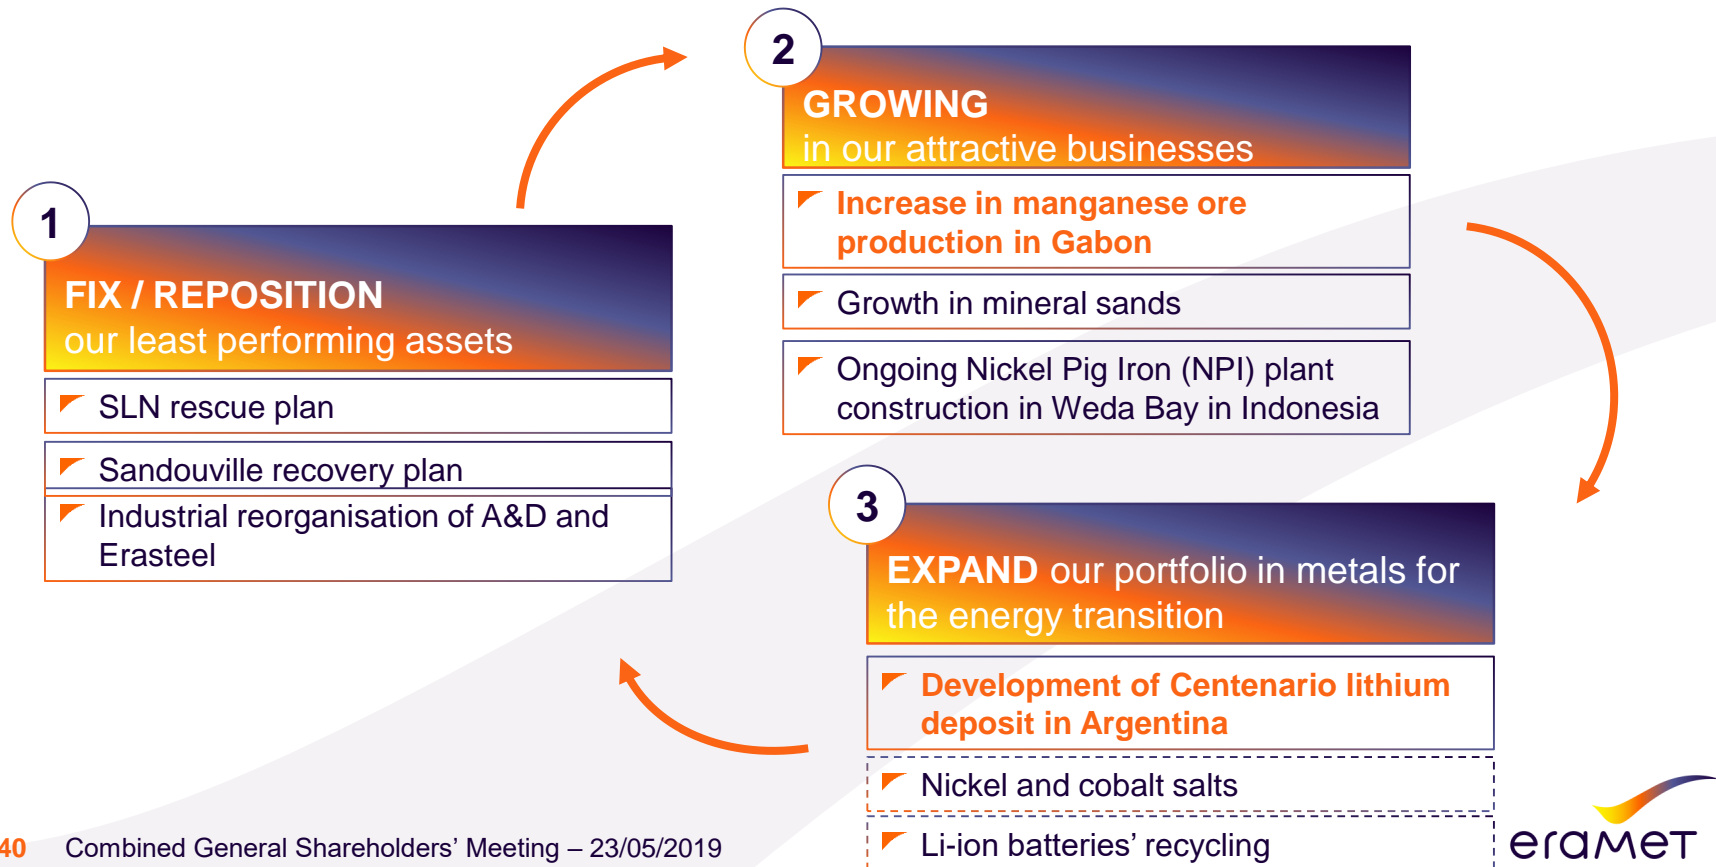 1
FIX / REPOSITION
our least performing assets
SLN rescue plan
Sandouville recovery plan
Industrial reorganisation of A&D and
Erasteel
2
GROWING
in our attractive businesses
Increase in manganese ore
production in Gabon
Growth in mineral sands
Ongoing Nickel Pig Iron (NPI) plant
construction in Weda Bay in Indonesia
3
EXPAND our portfolio in metals for
the energy transition
Development of Centenario lithium
deposit in Argentina
Nickel and cobalt salts
Li-ion batteries’ recycling
40 Combined General Shareholders’ Meeting – 23/05/2019
eramet